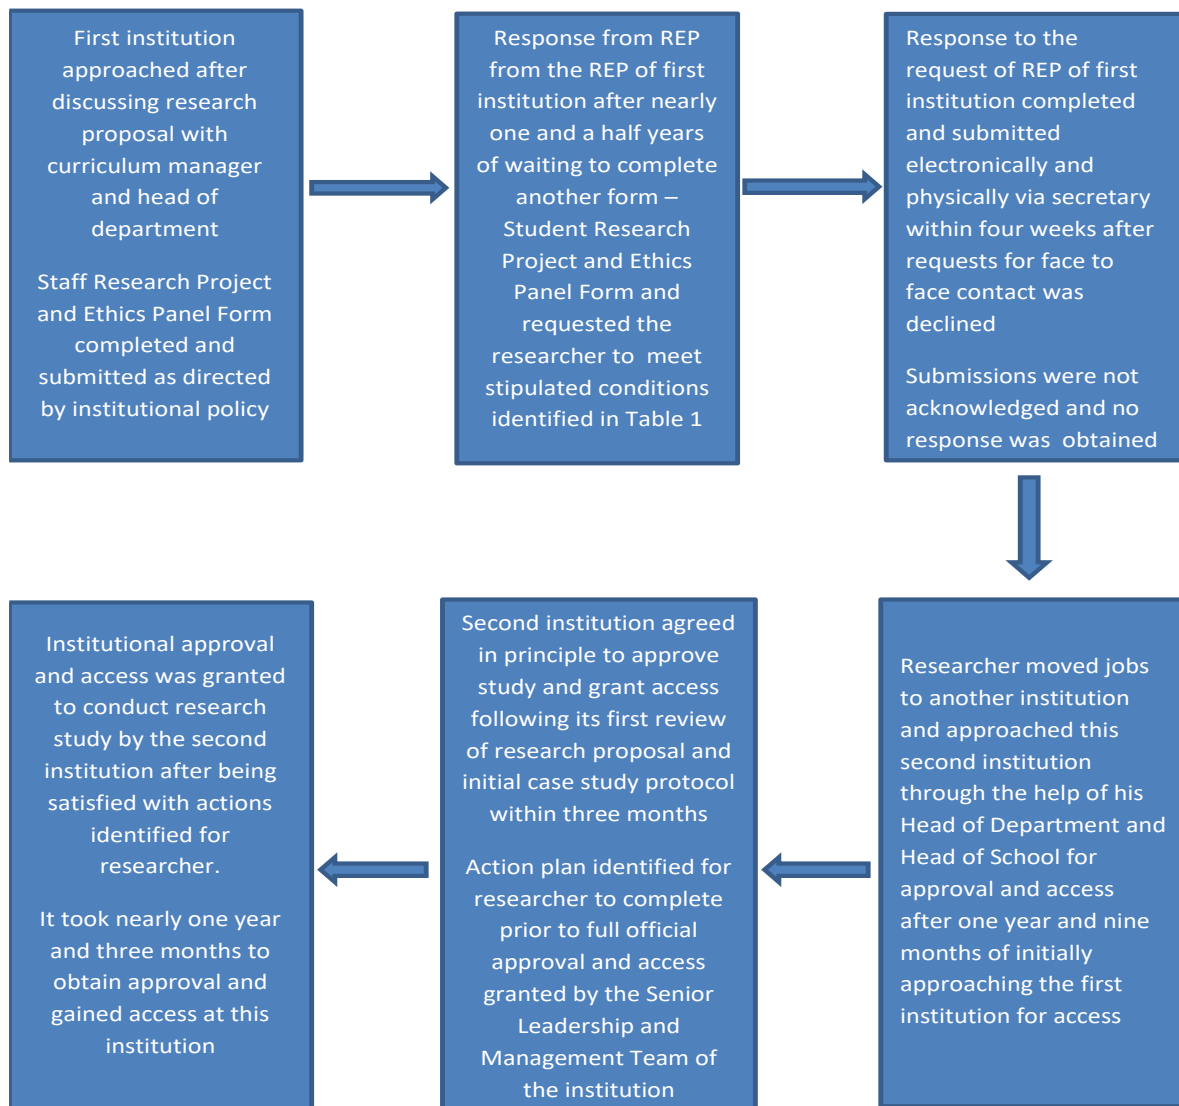 First institution
approached after
discussing research
proposal with
curriculum manager
and head of
department
Staff Research Project
and Ethics Panel Form
completed and
submitted as directed
by institutional policy
Response from REP
from the REP of first
institution after nearly
one and a half years
of waiting to complete
another form –
Student Research
Project and Ethics
Panel Form and
requested the
researcher to meet
stipulated conditions
identified in Table 1
Response to the
request of REP of first
institution completed
and submitted
electronically and
physically via secretary
within four weeks after
requests for face to
face contact was
declined
Submissions were not
acknowledged and no
response was obtained
Researcher moved jobs
to another institution
and approached this
second institution
through the help of his
Head of Department and
Head of School for
approval and access
after one year and nine
months of initially
approaching the first
institution for access
Second institution agreed
in principle to approve
study and grant access
following its first review
of research proposal and
initial case study protocol
within three months
Action plan identified for
researcher to complete
prior to full official
approval and access
granted by the Senior
Leadership and
Management Team of
the institution
Institutional approval
and access was granted
to conduct research
study by the second
institution after being
satisfied with actions
identified for
researcher.
It took nearly one year
and three months to
obtain approval and
gained access at this
institution